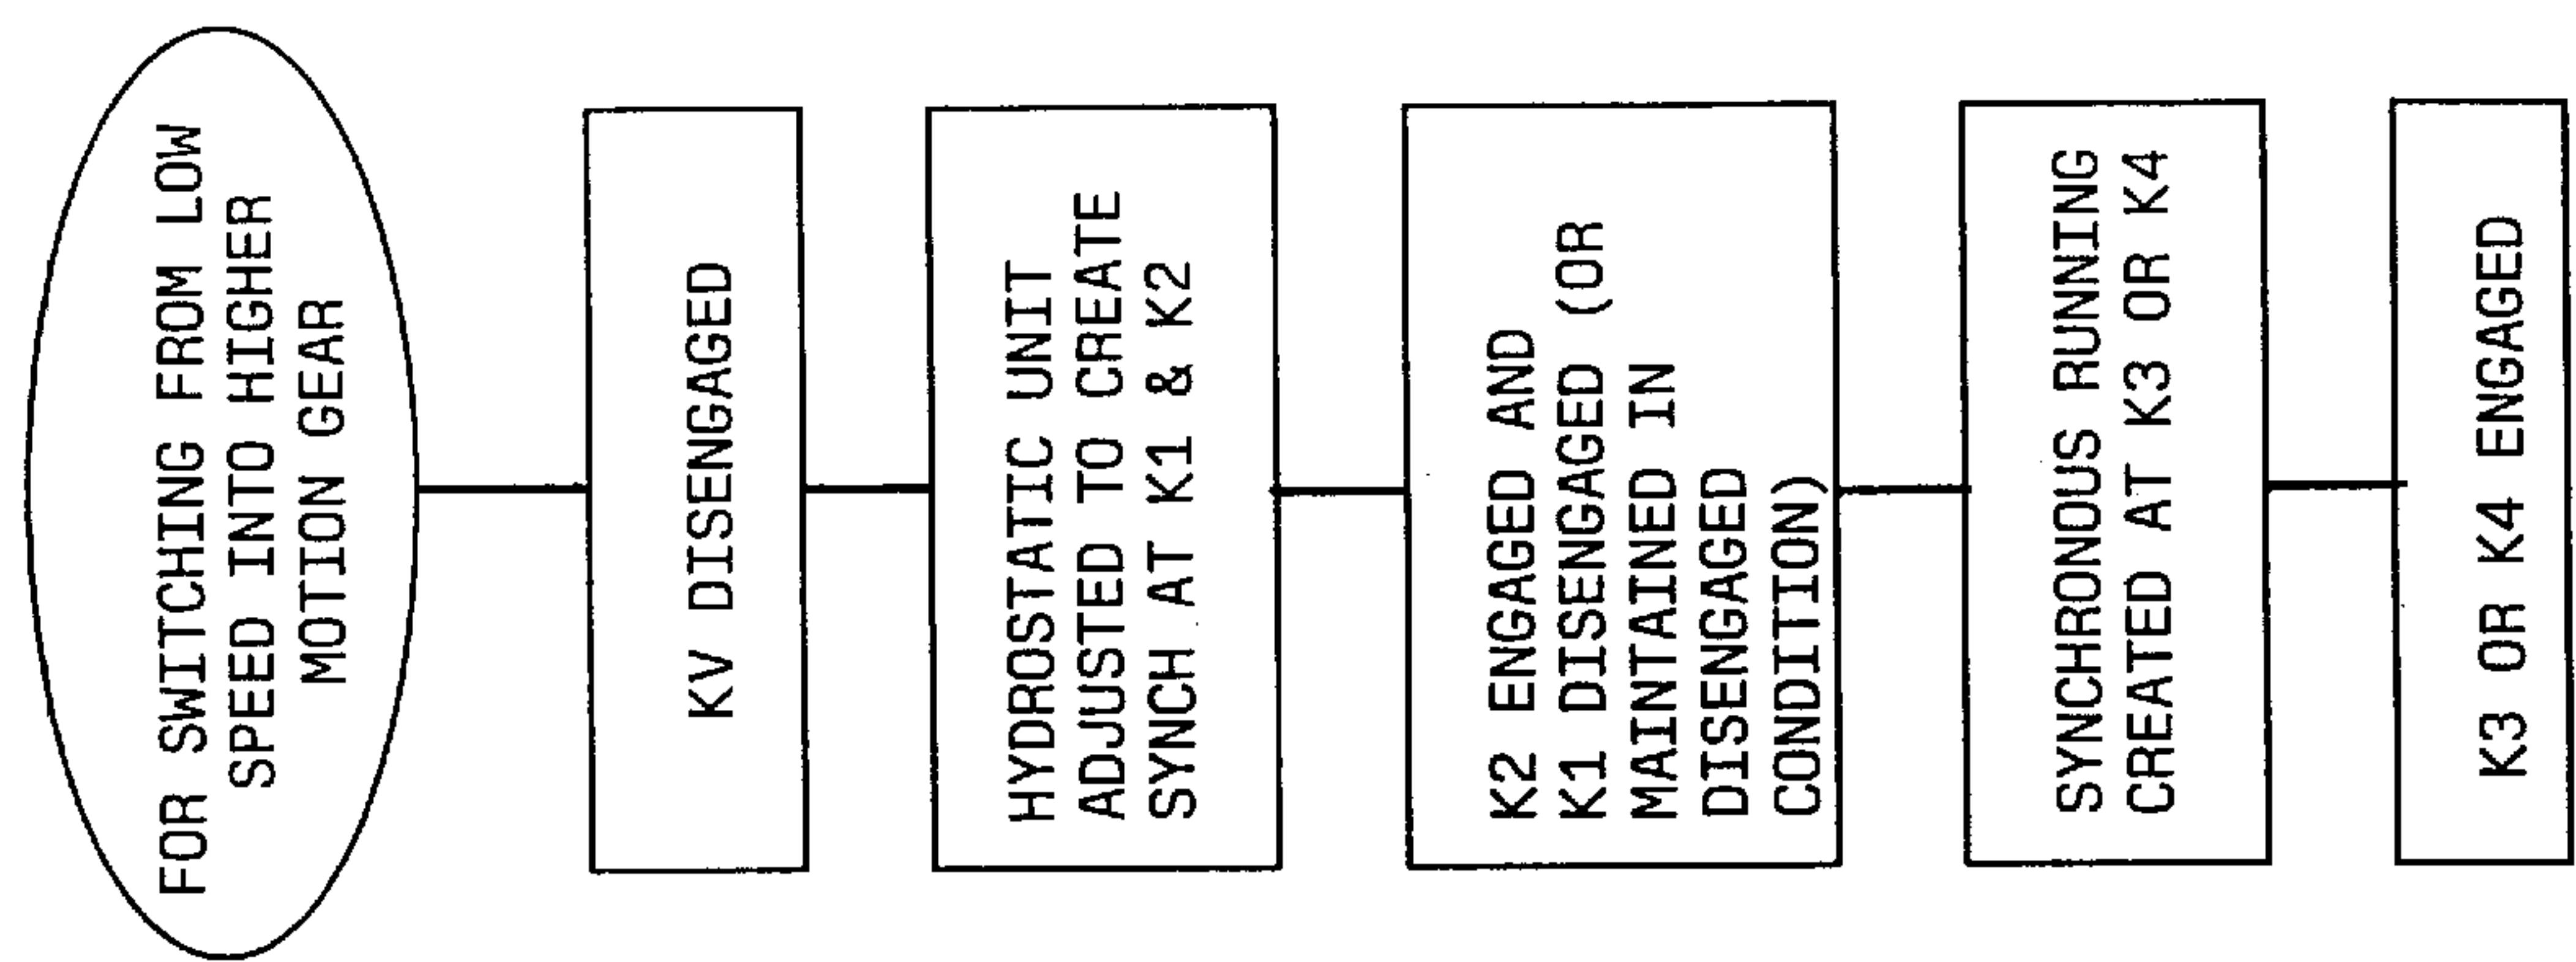 FOR SWITCHING FROM LOW
SPEED INTO HIGHER
MOTION GEAR
KV DISENGAGED
HYDROSTATIC UNIT
ADJUSTED TO CREATE
SYNCH AT K1 & K2
K2 ENGAGED AND
K1 DISENGAGED (OR
MAINTAINED IN
DISENGAGED
CONDITION)
SYNCHRONOUS RUNNING
CREATED AT K3 OR K4
K3 OR K4 ENGAGED